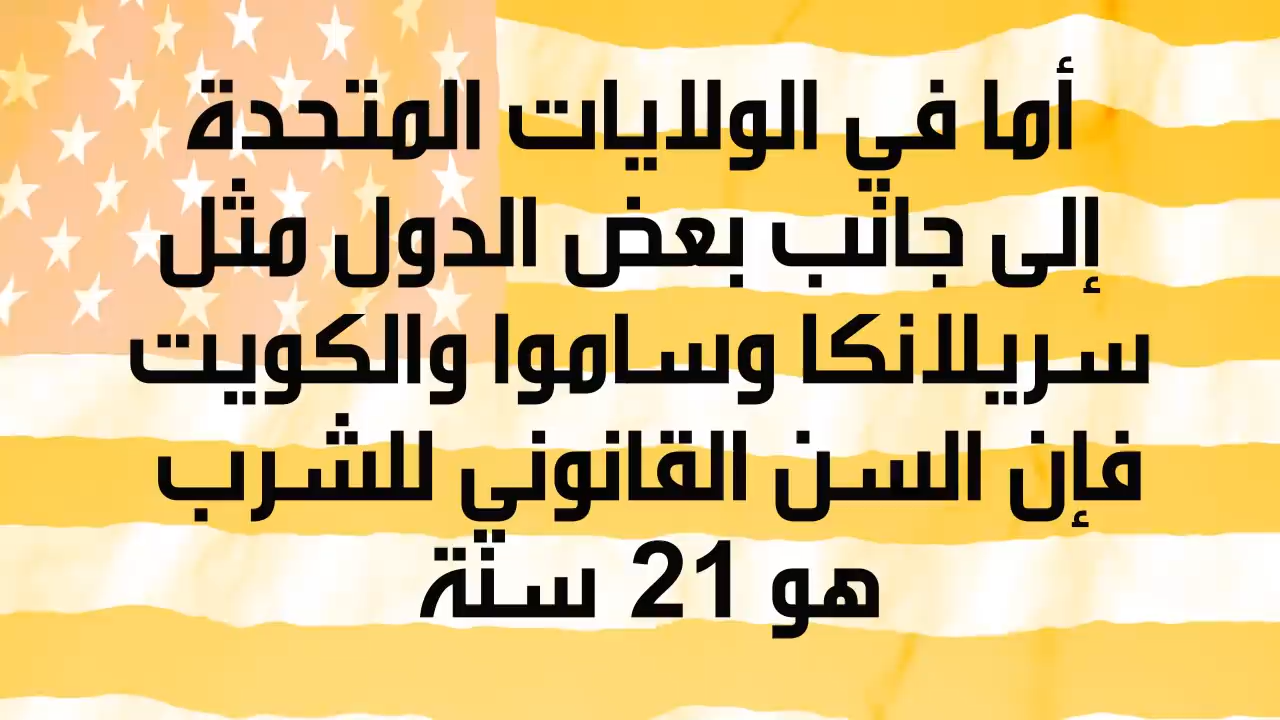 أما في الولايات المتحدة
إلى جانب بعض الدول مثل
سريلانكا وساموا والكويت
فإن السن القانوني للشرب
هو 21 سنة